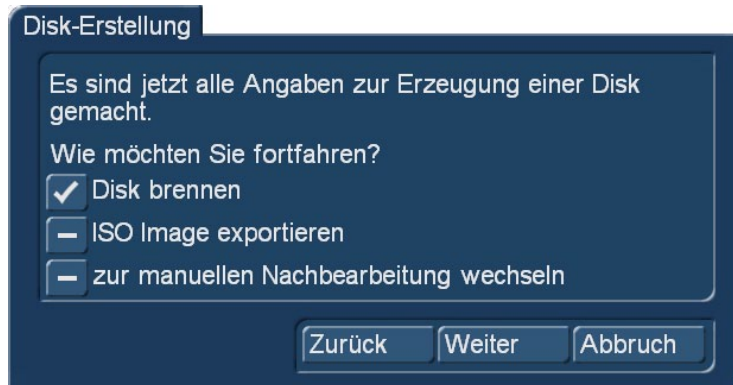 Disk-Erstellung
Es sind jetzt alle Angaben zur Erzeugung einer Disk
gemacht.
Wie möchten Sie fortfahren?
Disk brennen
ISO Image exportieren
zur manuellen Nachbearbeitung wechseln
Zurück Weiter Abbruch